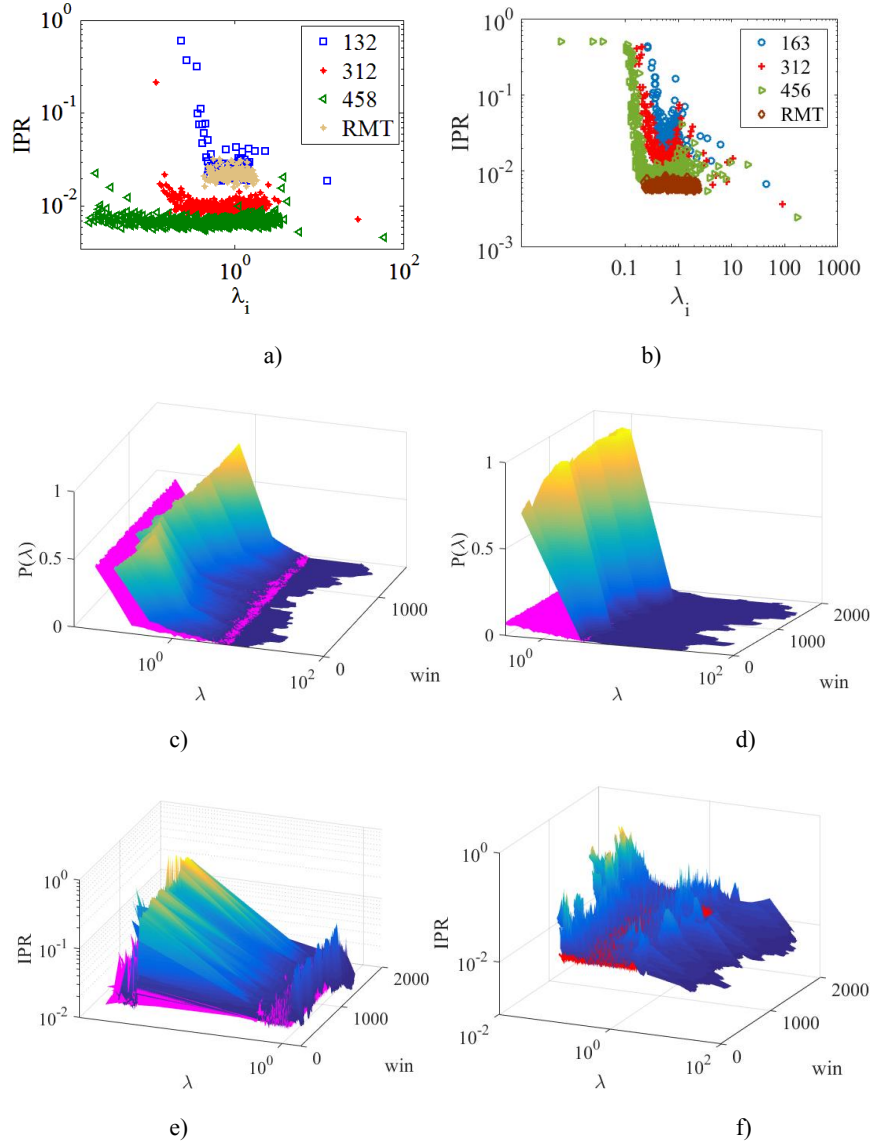 10^0
10^-1
10^-2
IPR
132
312
458
RMT
10^0
10^2
λ_i
a)
10^0
10^-1
10^-2
10^-3
IPR
163
312
456
RMT
0.1
1
10
100
1000
λ_i
b)
1
0.5
0
P(λ)
10^0
10^2
λ
0
1000
win
c)
1
0.5
0
P(λ)
10^0
10^2
λ
0
1000
2000
win
d)
10^0
10^-1
10^-2
IPR
10^0
λ
0
1000
2000
win
e)
10^0
10^-2
10^-2
IPR
10^0
10^2
λ
0
1000
2000
win
f)